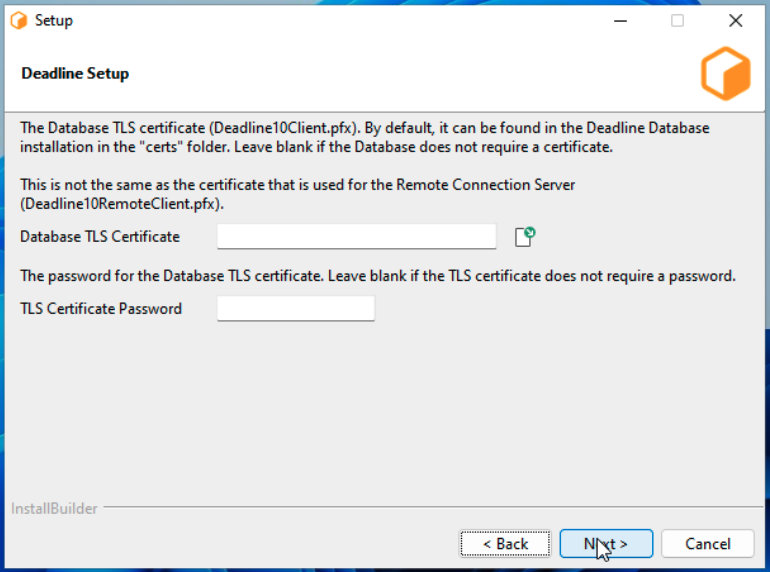 Setup
Deadline Setup
The Database TLS certificate (Deadline10Client.pfx). By default, it can be found in the Deadline Database
installation in the "certs" folder. Leave blank if the Database does not require a certificate.
This is not the same as the certificate that is used for the Remote Connection Server
(Deadline10RemoteClient.pfx).
Database TLS Certificate
The password for the Database TLS certificate. Leave blank if the TLS certificate does not require a password.
TLS Certificate Password
InstallBuilder
< Back
Next >
Cancel